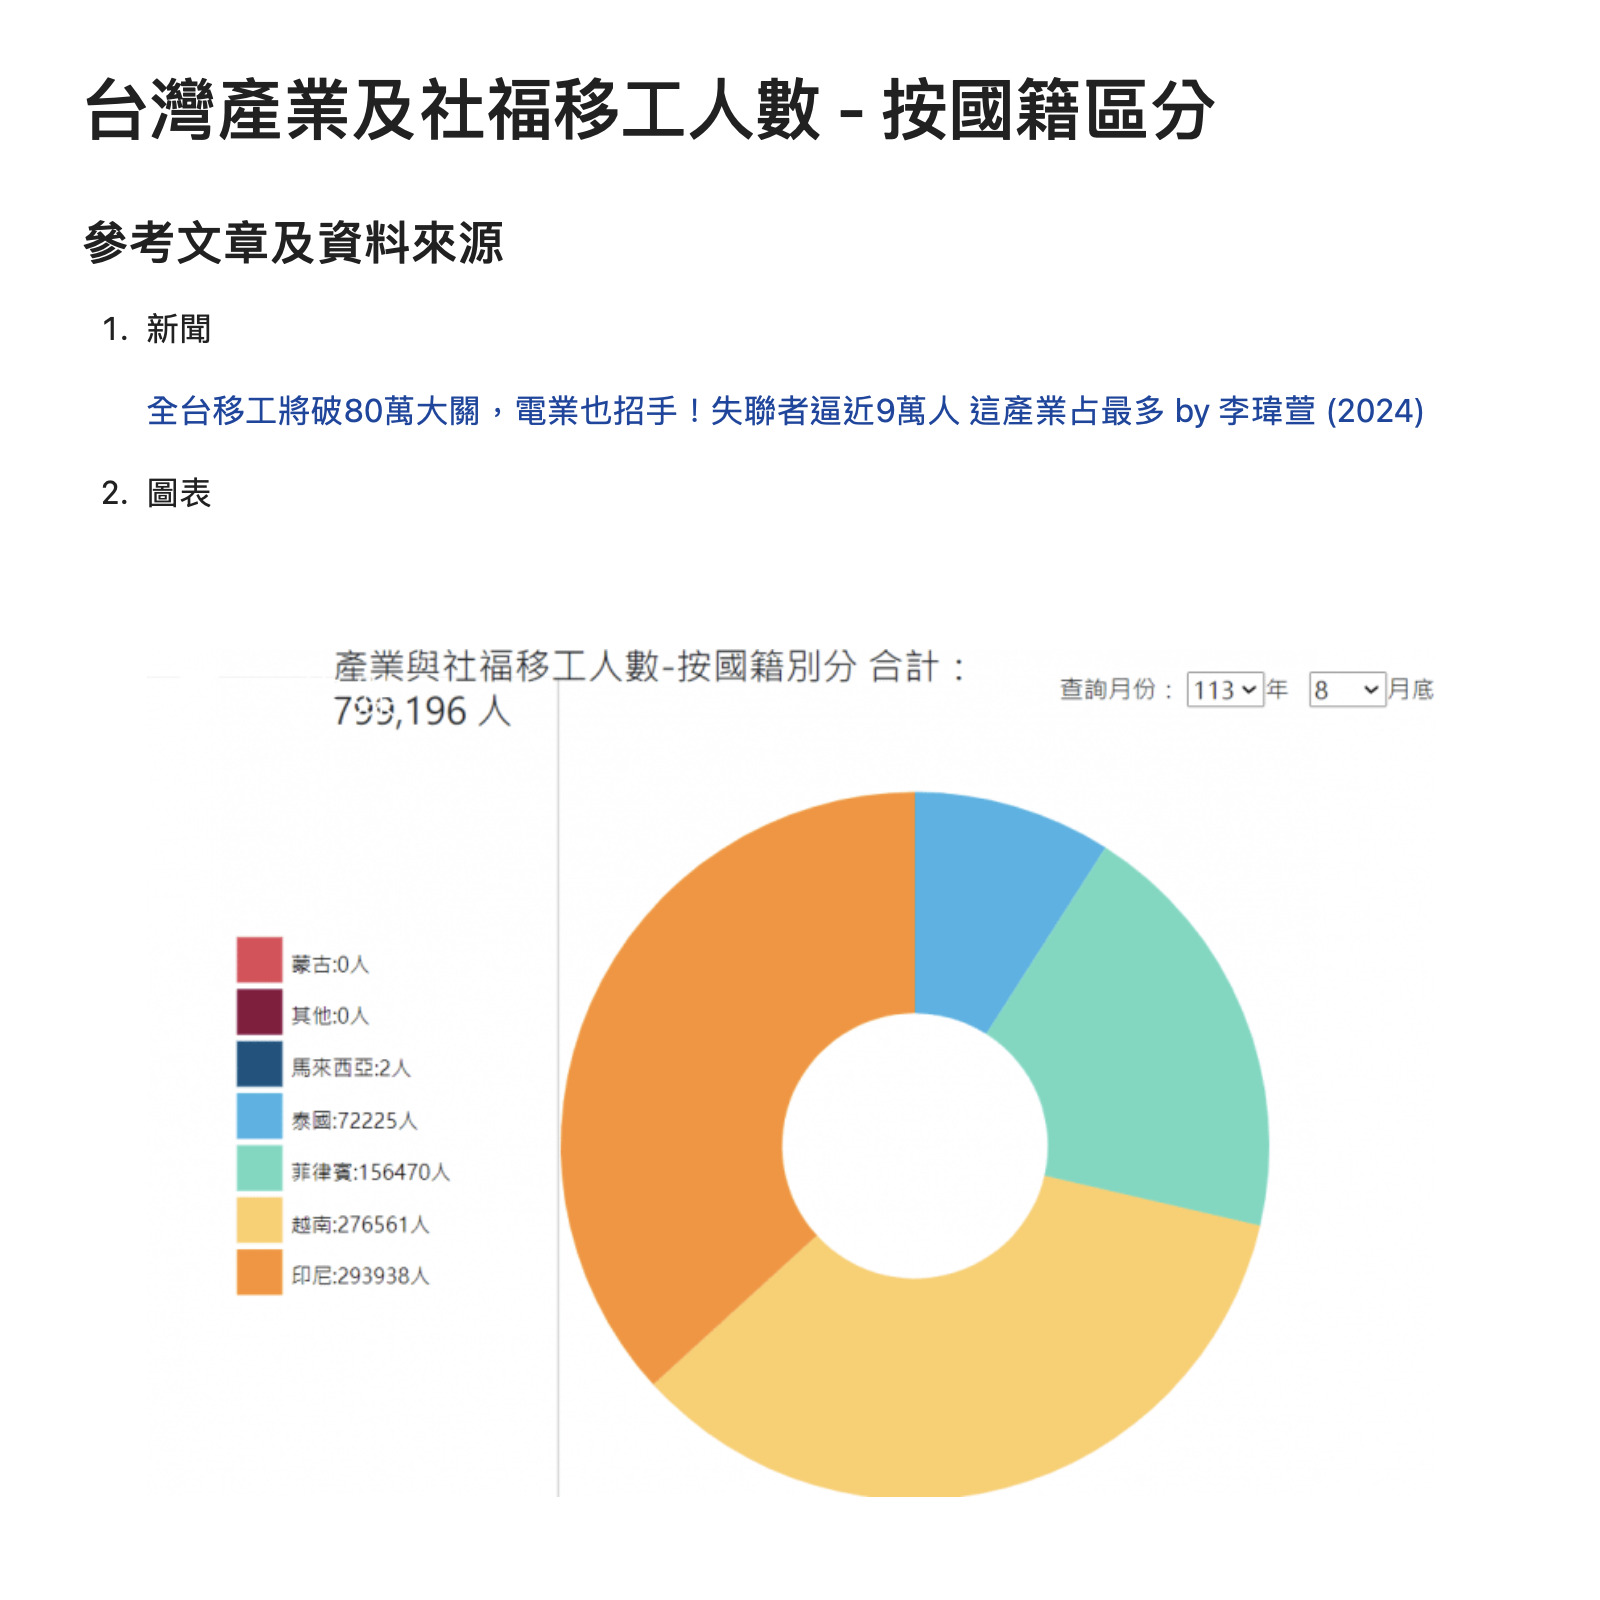 台灣產業及社福移工人數 - 按國籍區分
參考文章及資料來源
1. 新聞
全台移工將破80萬大關，電業也招手！失聯者逼近9萬人 這產業占最多 by 李瑋萱 (2024)
2. 圖表
產業與社福移工人數-按國籍別分 合計：
799,196 人
查詢月份： 113 年 8 月底
蒙古:0人
其他:0人
馬來西亞:2人
泰國:72225人
菲律賓:156470人
越南:276561人
印尼:293938人